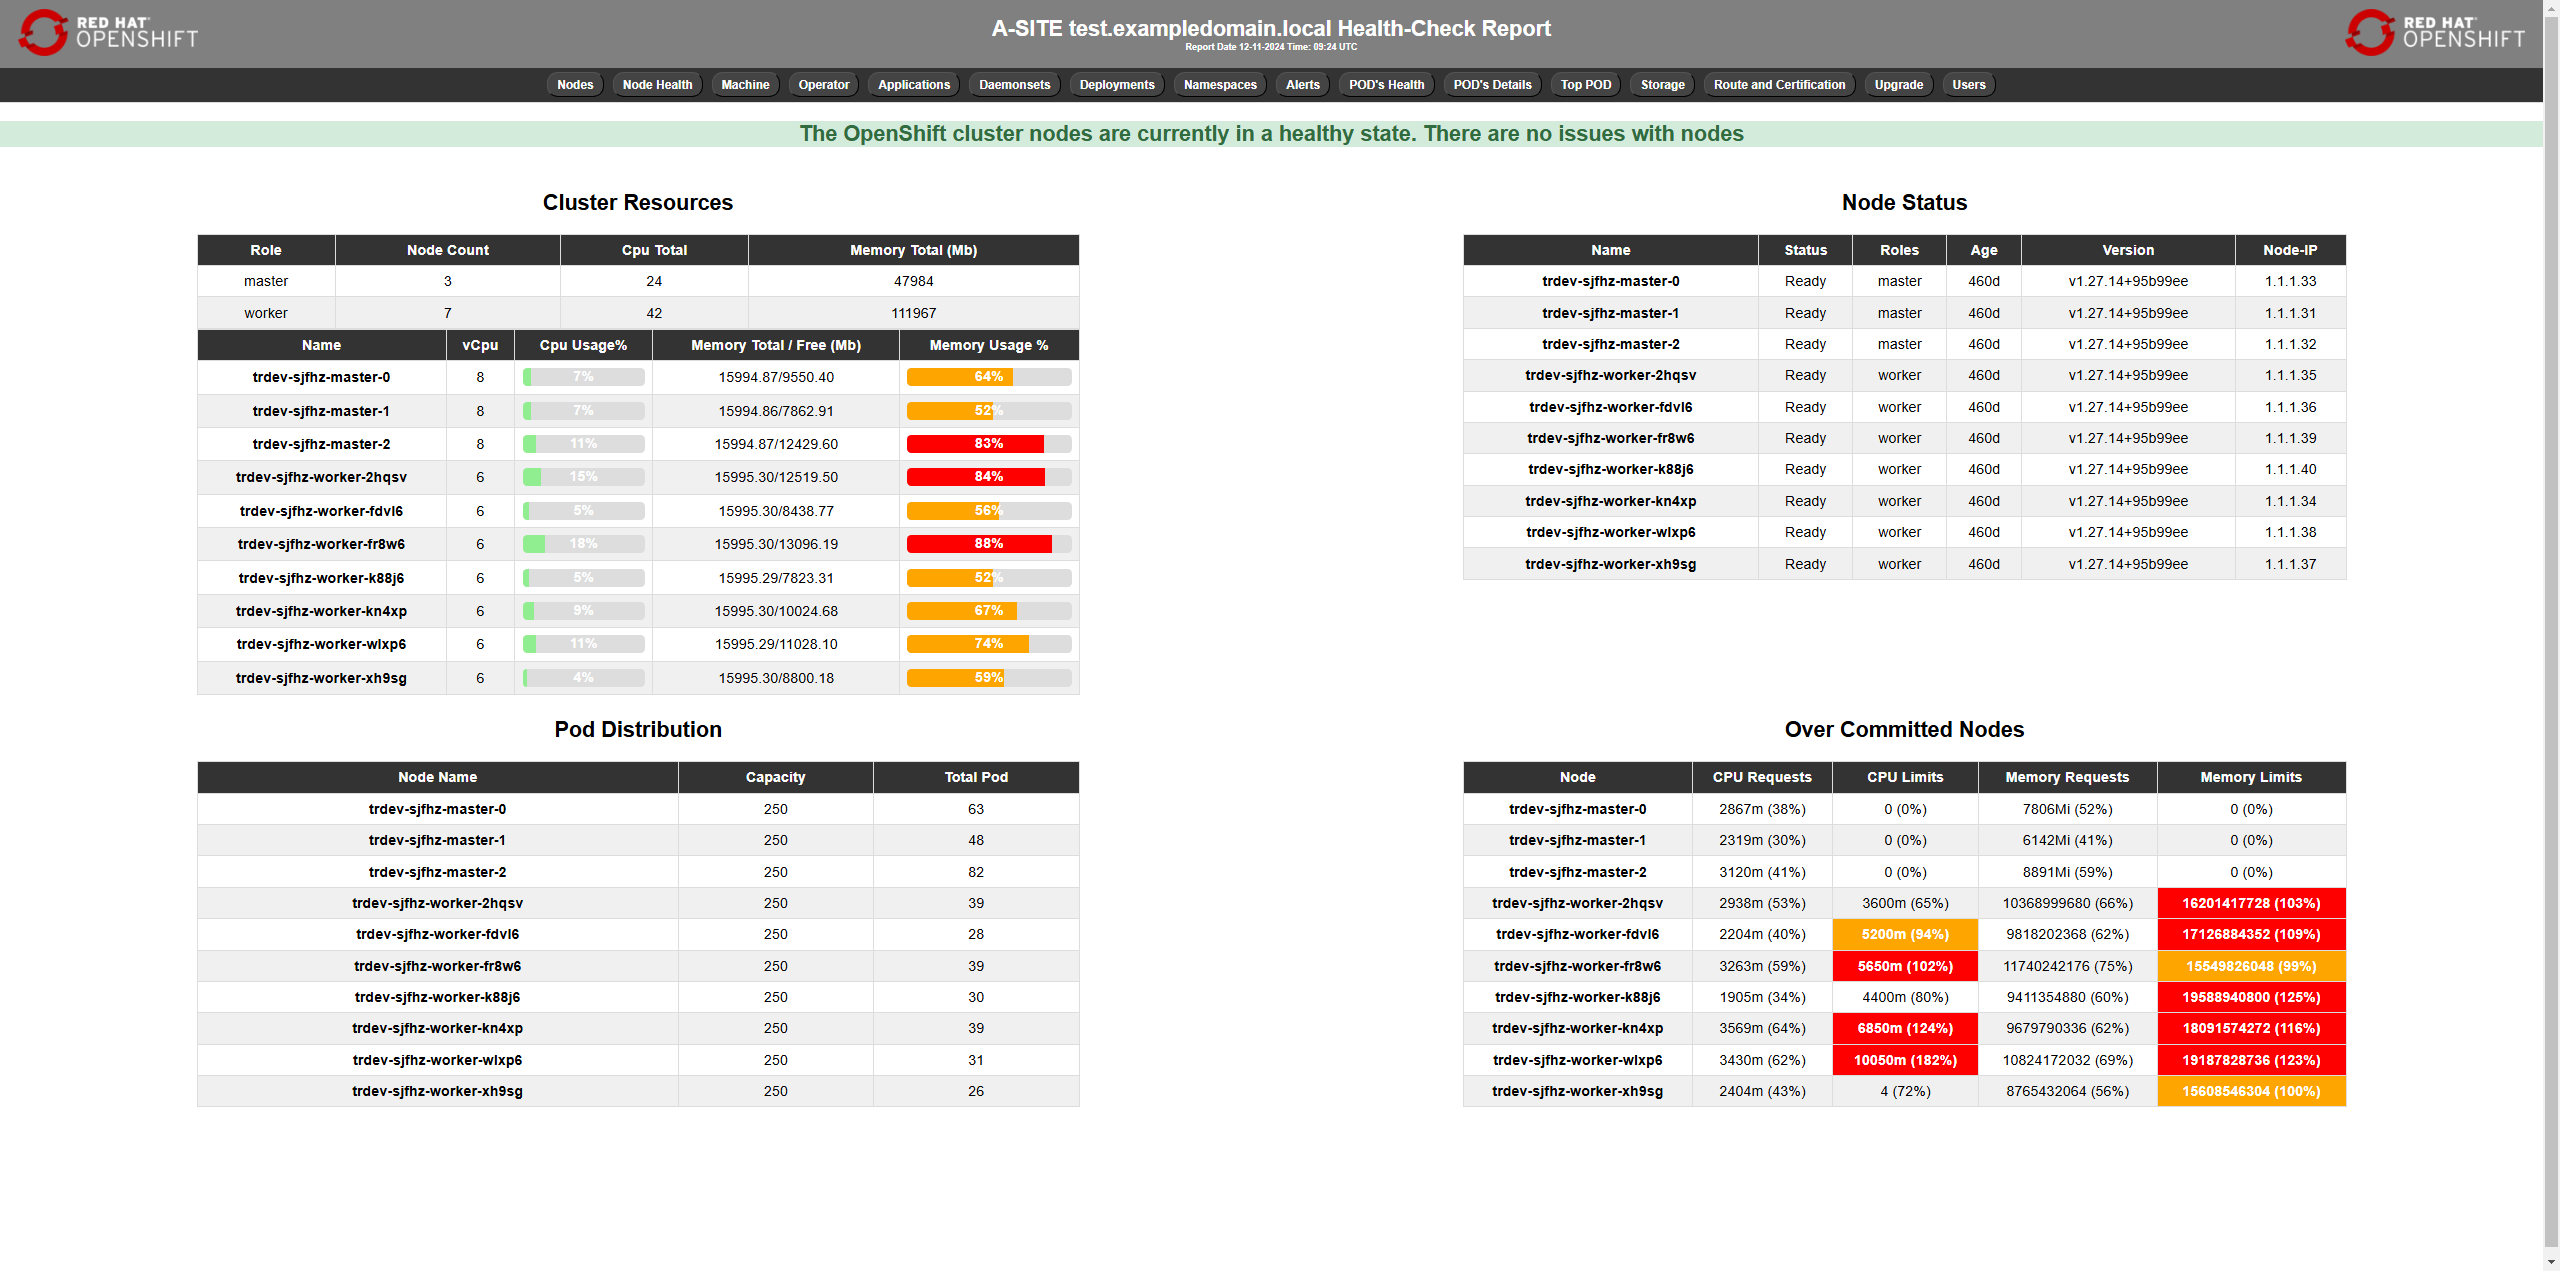 RED HAT
OPENSHIFT
A-SITE test.exampledomain.local Health-Check Report
Report Date 12-11-2024 Time: 09:24 UTC
RED HAT
OPENSHIFT
Nodes Node Health Machine Operator Applications Daemonsets Deployments Namespaces Alerts POD's Health POD's Details Top POD Storage Route and Certification Upgrade Users
The OpenShift cluster nodes are currently in a healthy state. There are no issues with nodes
Cluster Resources
Role Node Count Cpu Total Memory Total (Mb)
master 3 24 47984
worker 7 42 111967
Name vCpu Cpu Usage% Memory Total / Free (Mb) Memory Usage %
trdev-sjfhz-master-0 8 7% 15994.87/9550.40 64%
trdev-sjfhz-master-1 8 7% 15994.86/7862.91 52%
trdev-sjfhz-master-2 8 11% 15994.87/12429.60 83%
trdev-sjfhz-worker-2hqsv 6 15% 15995.30/12519.50 84%
trdev-sjfhz-worker-fdvl6 6 5% 15995.30/8438.77 56%
trdev-sjfhz-worker-fr8w6 6 18% 15995.30/13096.19 88%
trdev-sjfhz-worker-k88j6 6 5% 15995.29/7823.31 52%
trdev-sjfhz-worker-kn4xp 6 9% 15995.30/10024.68 67%
trdev-sjfhz-worker-wlxp6 6 11% 15995.29/11028.10 74%
trdev-sjfhz-worker-xh9sg 6 4% 15995.30/8800.18 59%
Node Status
Name Status Roles Age Version Node-IP
trdev-sjfhz-master-0 Ready master 460d v1.27.14+95b99ee 1.1.1.33
trdev-sjfhz-master-1 Ready master 460d v1.27.14+95b99ee 1.1.1.31
trdev-sjfhz-master-2 Ready master 460d v1.27.14+95b99ee 1.1.1.32
trdev-sjfhz-worker-2hqsv Ready worker 460d v1.27.14+95b99ee 1.1.1.35
trdev-sjfhz-worker-fdvl6 Ready worker 460d v1.27.14+95b99ee 1.1.1.36
trdev-sjfhz-worker-fr8w6 Ready worker 460d v1.27.14+95b99ee 1.1.1.39
trdev-sjfhz-worker-k88j6 Ready worker 460d v1.27.14+95b99ee 1.1.1.40
trdev-sjfhz-worker-kn4xp Ready worker 460d v1.27.14+95b99ee 1.1.1.34
trdev-sjfhz-worker-wlxp6 Ready worker 460d v1.27.14+95b99ee 1.1.1.38
trdev-sjfhz-worker-xh9sg Ready worker 460d v1.27.14+95b99ee 1.1.1.37
Pod Distribution
Node Name Capacity Total Pod
trdev-sjfhz-master-0 250 63
trdev-sjfhz-master-1 250 48
trdev-sjfhz-master-2 250 82
trdev-sjfhz-worker-2hqsv 250 39
trdev-sjfhz-worker-fdvl6 250 28
trdev-sjfhz-worker-fr8w6 250 39
trdev-sjfhz-worker-k88j6 250 30
trdev-sjfhz-worker-kn4xp 250 39
trdev-sjfhz-worker-wlxp6 250 31
trdev-sjfhz-worker-xh9sg 250 26
Over Committed Nodes
Node CPU Requests CPU Limits Memory Requests Memory Limits
trdev-sjfhz-master-0 2867m (38%) 0 (0%) 7806Mi (52%) 0 (0%)
trdev-sjfhz-master-1 2319m (30%) 0 (0%) 6142Mi (41%) 0 (0%)
trdev-sjfhz-master-2 3120m (41%) 0 (0%) 8891Mi (59%) 0 (0%)
trdev-sjfhz-worker-2hqsv 2938m (53%) 3600m (65%) 10368999680 (66%) 16201417728 (103%)
trdev-sjfhz-worker-fdvl6 2204m (40%) 5200m (94%) 9818202368 (62%) 17126884352 (109%)
trdev-sjfhz-worker-fr8w6 3263m (59%) 5650m (102%) 11740242176 (75%) 15549826048 (99%)
trdev-sjfhz-worker-k88j6 1905m (34%) 4400m (80%) 9411354880 (60%) 19588940800 (125%)
trdev-sjfhz-worker-kn4xp 3569m (64%) 6850m (124%) 9679790336 (62%) 18091574272 (116%)
trdev-sjfhz-worker-wlxp6 3430m (62%) 10050m (182%) 10824172032 (69%) 19187828736 (123%)
trdev-sjfhz-worker-xh9sg 2404m (43%) 4 (72%) 8765432064 (56%) 15608546304 (100%)